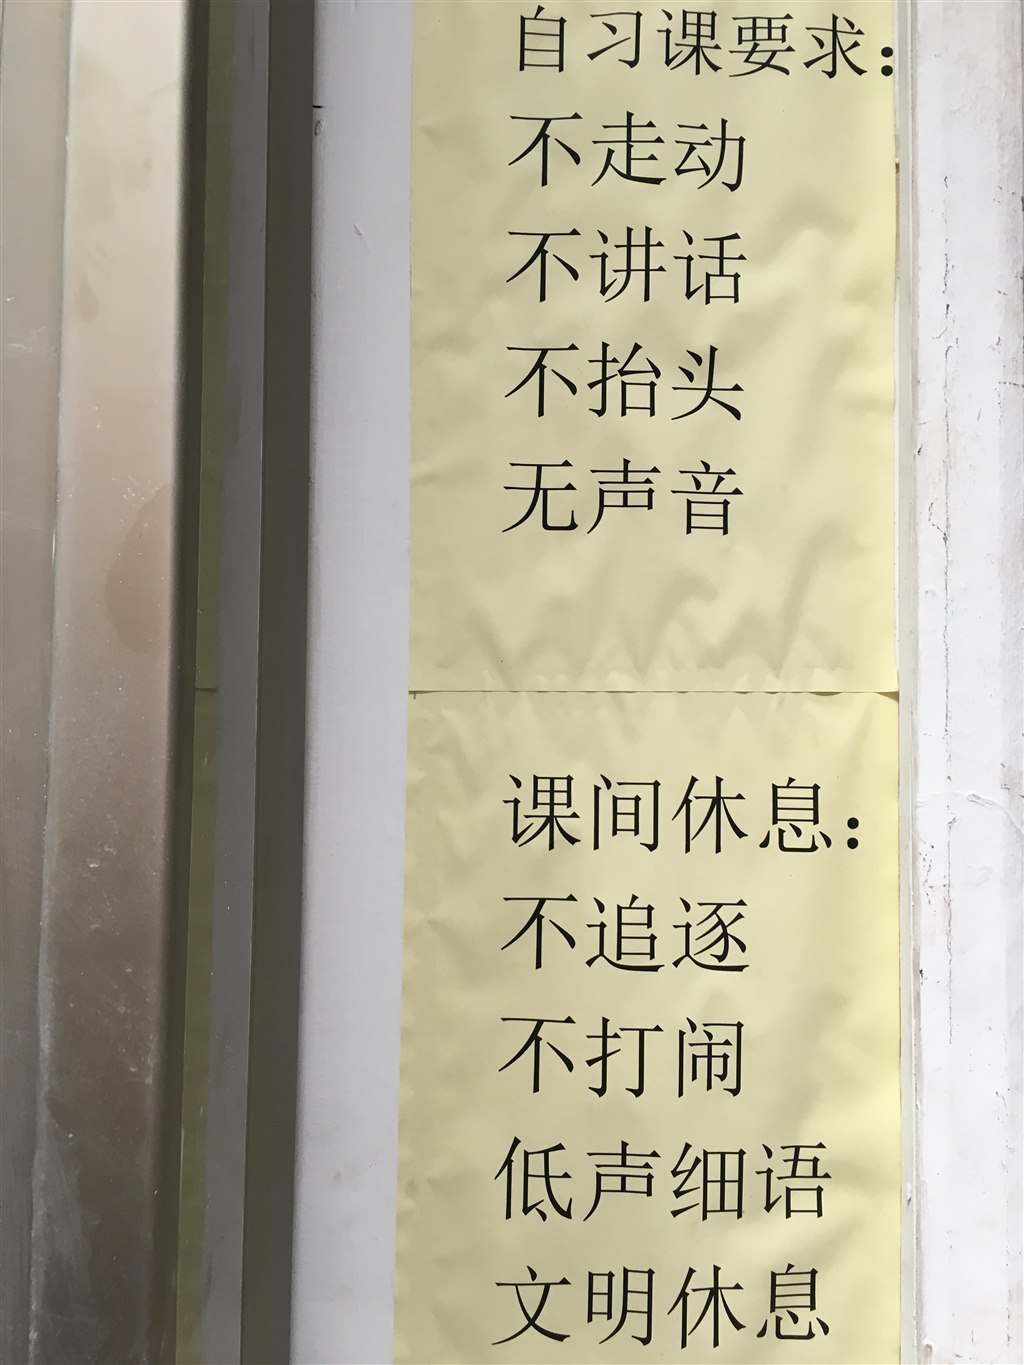 自习课要求：
不走动
不讲话
不抬头
无声音
课间休息：
不追逐
不打闹
低声细语
文明休息